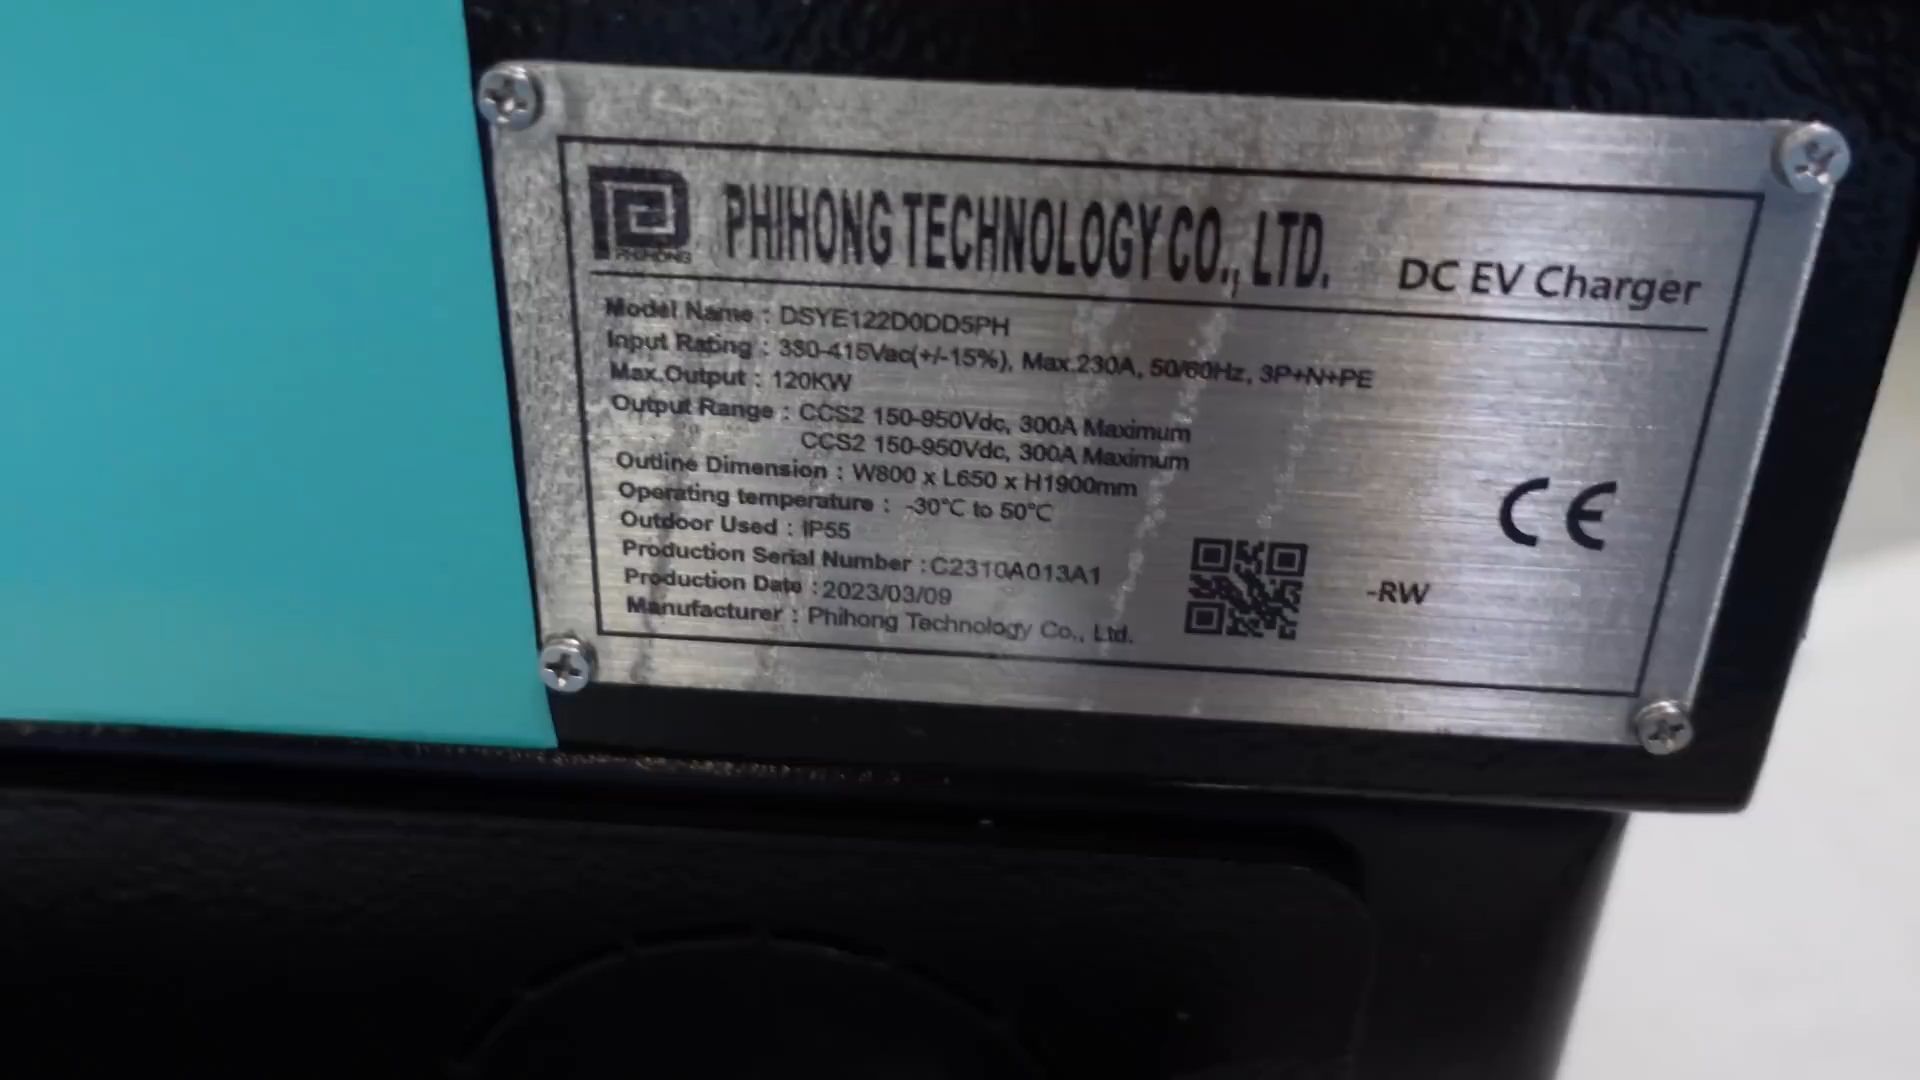 PHIHONG
PHIHONG TECHNOLOGY CO., LTD.
DC EV Charger
Model Name : DSYE122D0DD5PH
Input Rating : 380-415Vac(+/-15%), Max.230A, 50/60Hz, 3P+N+PE
Max.Output : 120KW
Output Range : CCS2 150-950Vdc, 300A Maximum
CCS2 150-950Vdc, 300A Maximum
Outline Dimension : W800 x L650 x H1900mm
Operating temperature : -30°C to 50°C
Outdoor Used : IP55
Production Serial Number : C2310A013A1
Production Date : 2023/03/09
Manufacturer : Phihong Technology Co., Ltd.
CE
-RW